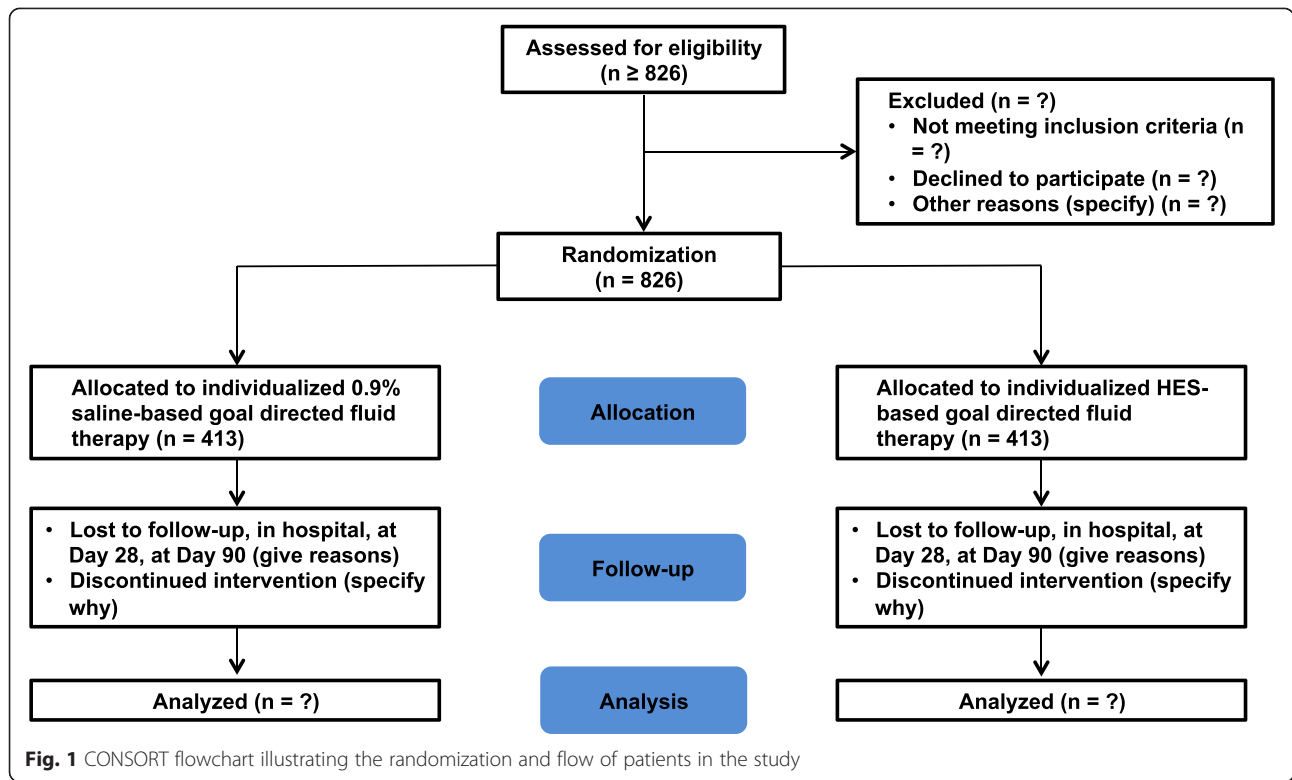 Assessed for eligibility
(n ≥ 826)
Excluded (n = ?)
• Not meeting inclusion criteria (n
= ?)
• Declined to participate (n = ?)
• Other reasons (specify) (n = ?)
Randomization
(n = 826)
Allocated to individualized 0.9%
saline-based goal directed fluid
therapy (n = 413)
Allocation
Allocated to individualized HES-
based goal directed fluid
therapy (n = 413)
• Lost to follow-up, in hospital, at
Day 28, at Day 90 (give reasons)
• Discontinued intervention (specify
why)
Follow-up
• Lost to follow-up, in hospital, at
Day 28, at Day 90 (give reasons)
• Discontinued intervention (specify
why)
Analyzed (n = ?)
Analysis
Analyzed (n = ?)
Fig. 1 CONSORT flowchart illustrating the randomization and flow of patients in the study